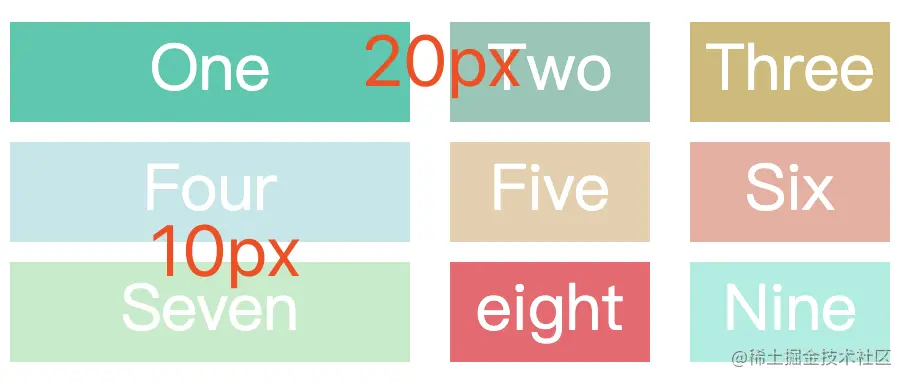 One
20px
Two
Three
Four
Five
Six
10px
Seven
eight
Nine
@稀土掘金技术社区